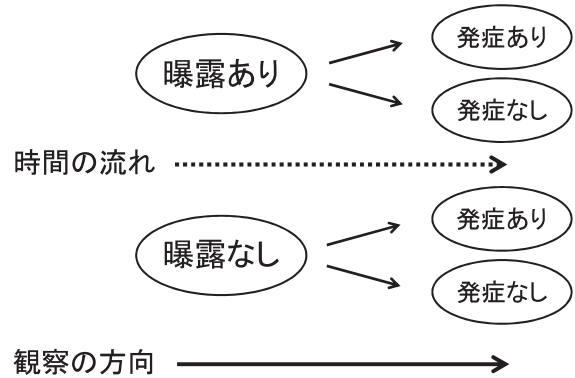 発症あり
曝露あり
発症なし
時間の流れ
発症あり
曝露なし
発症なし
観察の方向